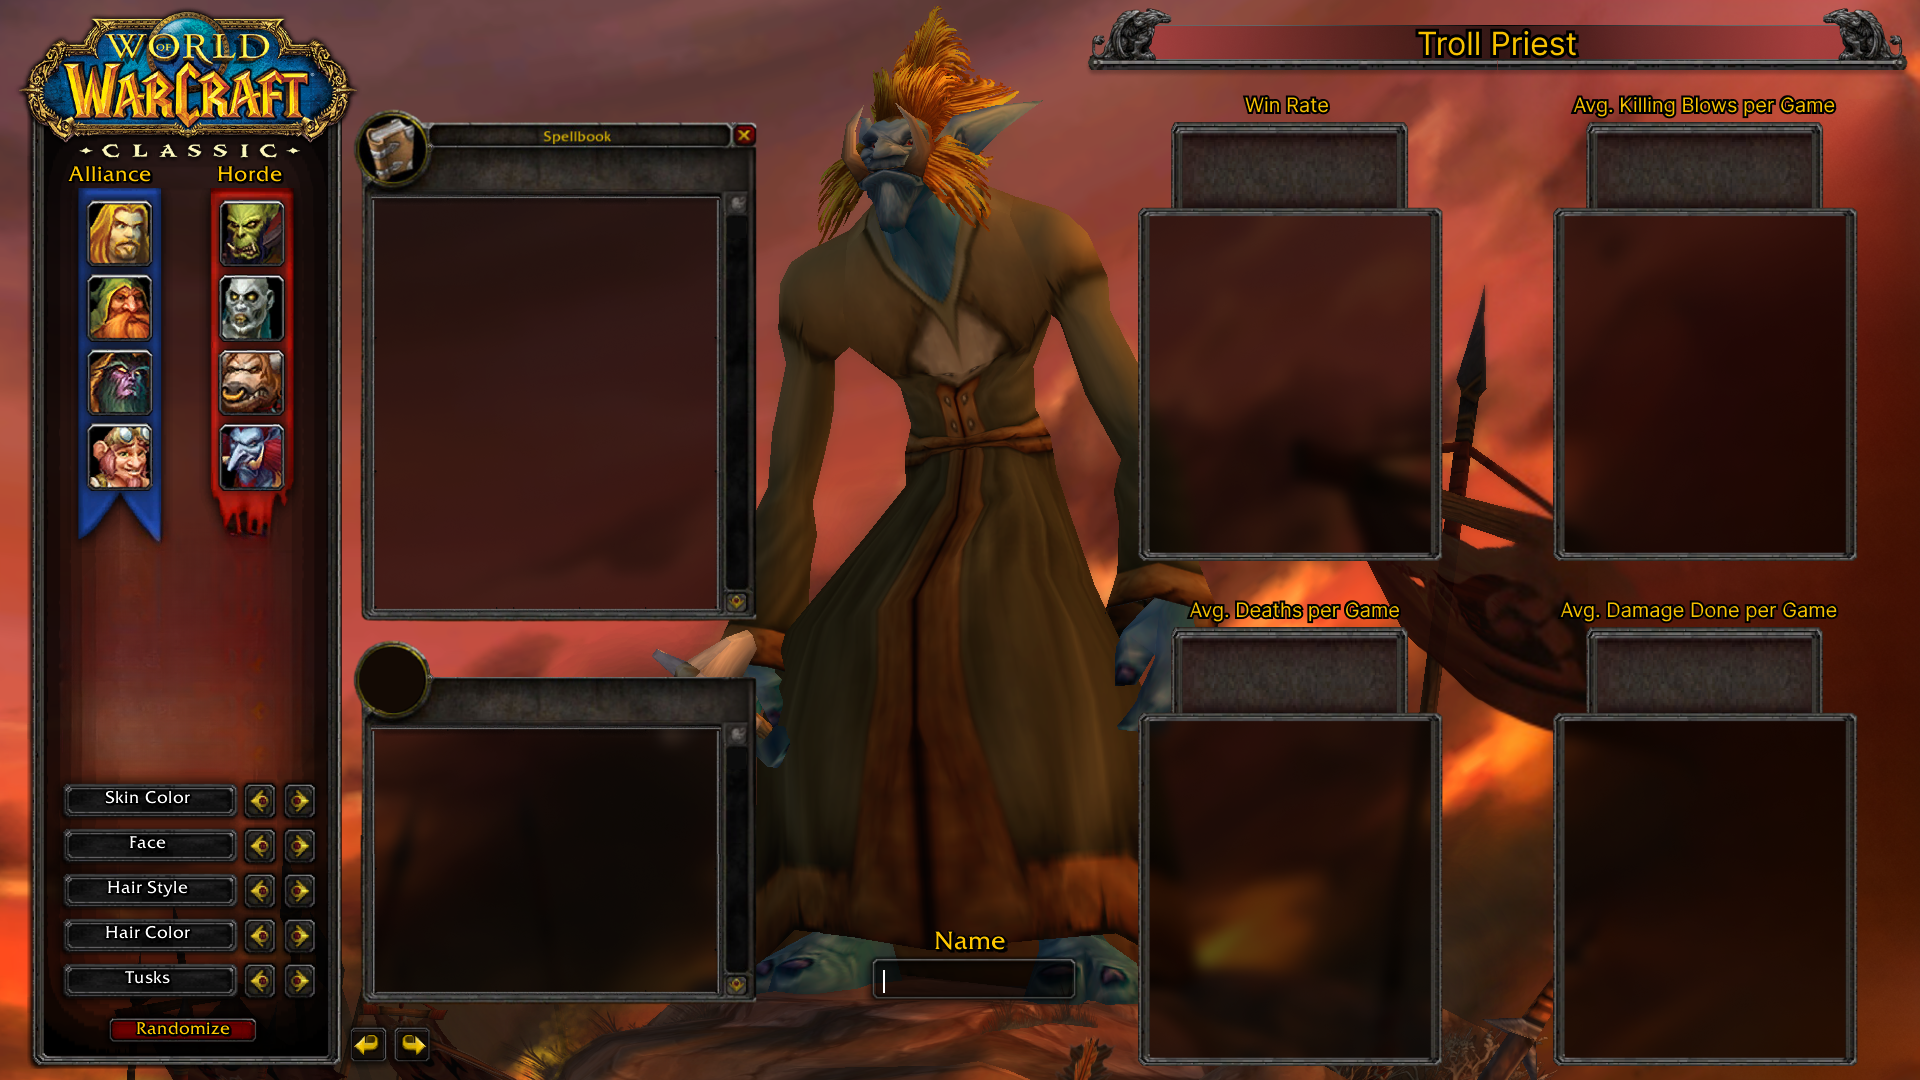 WORLD OF
WARCRAFT
CLASSIC
Alliance
Horde
Skin Color
Face
Hair Style
Hair Color
Tusks
Randomize
Spellbook
Name
Troll Priest
Win Rate
Avg. Killing Blows per Game
Avg. Deaths per Game
Avg. Damage Done per Game